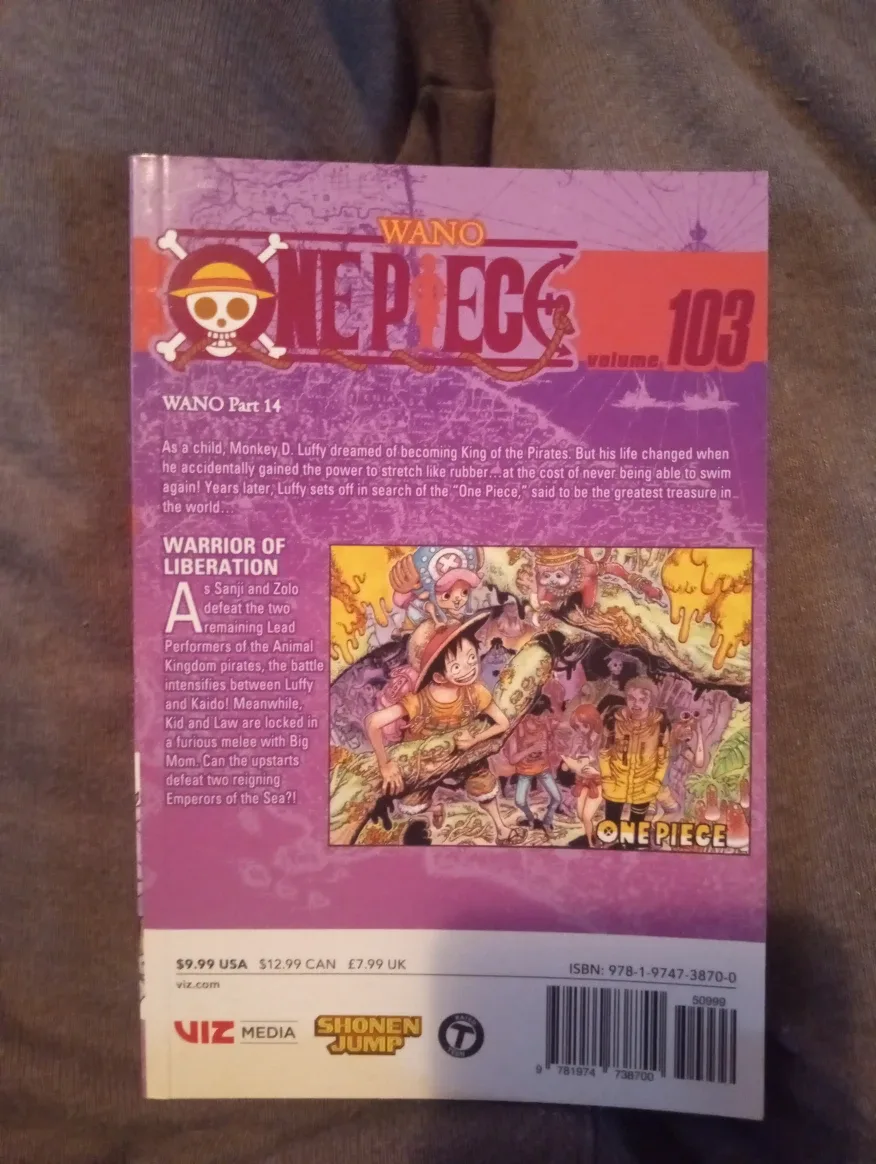 WANO
ONE PIECE
volume 103
WANO Part 14
As a child, Monkey D. Luffy dreamed of becoming King of the Pirates. But his life changed when
he accidentally gained the power to stretch like rubber...at the cost of never being able to swim
again! Years later, Luffy sets off in search of the "One Piece," said to be the greatest treasure in
the world...
WARRIOR OF
LIBERATION
As Sanji and Zolo
defeat the two
remaining Lead
Performers of the Animal
Kingdom pirates, the battle
intensifies between Luffy
and Kaido! Meanwhile,
Kid and Law are locked in
a furious melee with Big
Mom. Can the upstarts
defeat two reigning
Emperors of the Sea?!
ONE PIECE
$9.99 USA $12.99 CAN £7.99 UK
viz.com
ISBN: 978-1-9747-3870-0
50999
VIZ MEDIA
SHONEN
JUMP
RATED
T
TEEN
9 781974 738700